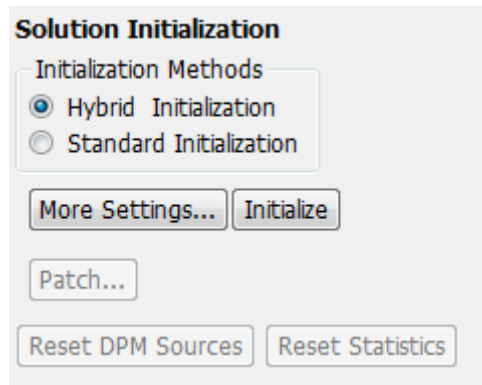 Solution Initialization
Initialization Methods
Hybrid Initialization
Standard Initialization
More Settings... Initialize
Patch...
Reset DPM Sources Reset Statistics